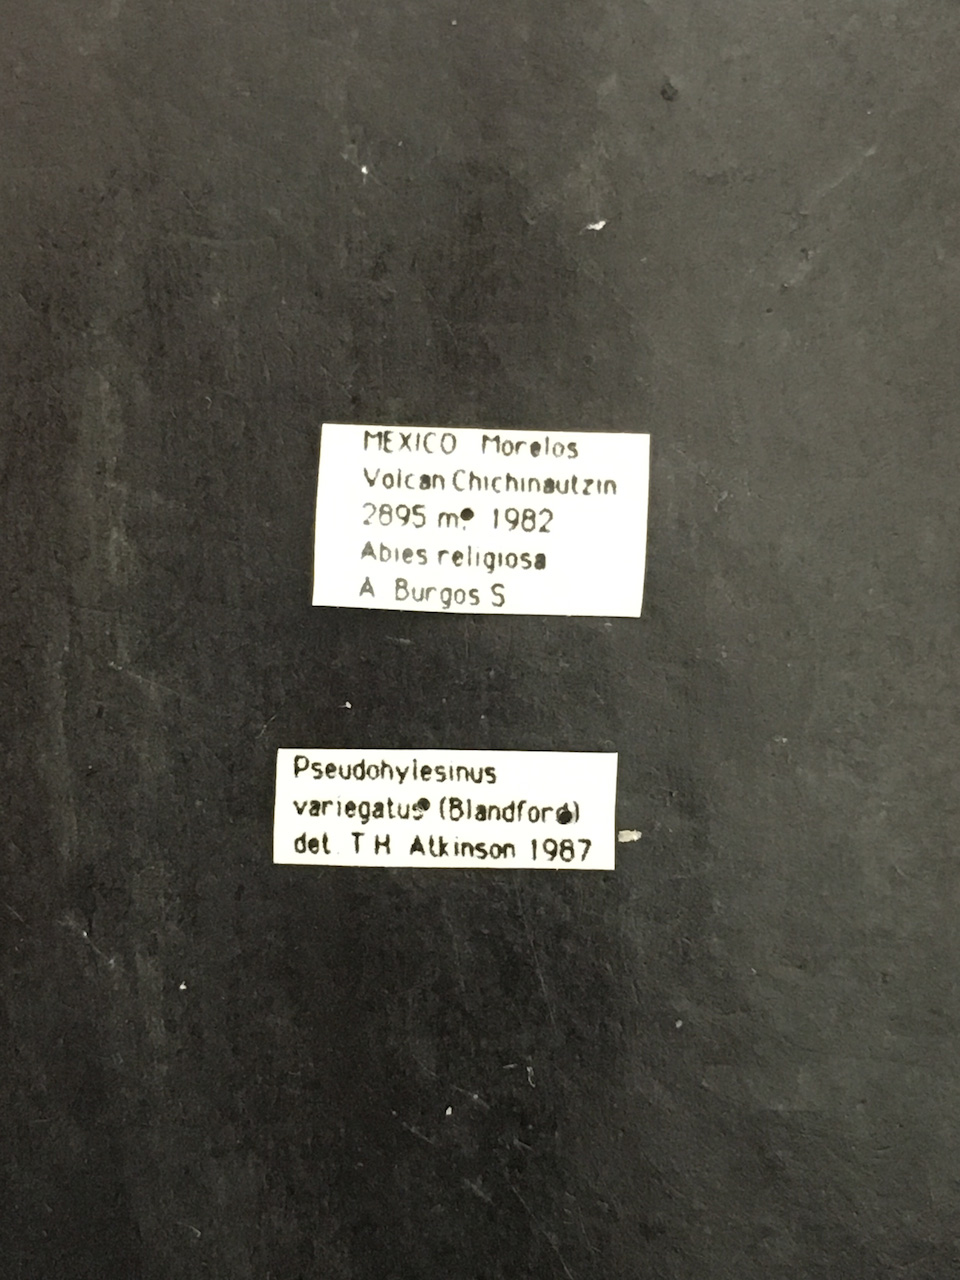 MEXICO Morelos
Volcan Chichinautzin
2895 m. 1982
Abies religiosa
A Burgos S
Pseudohylesinus
variegatus (Blandford)
det. T H Atkinson 1987